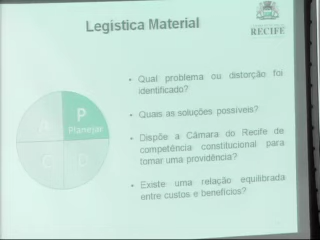 Legística Material
RECIFE
• Qual problema ou distorção foi
identificado?
• Quais as soluções possíveis?
• Dispõe a Câmara do Recife de
competência constitucional para
tomar uma providência?
• Existe uma relação equilibrada
entre custos e benefícios?
A
P
Planejar
C
D